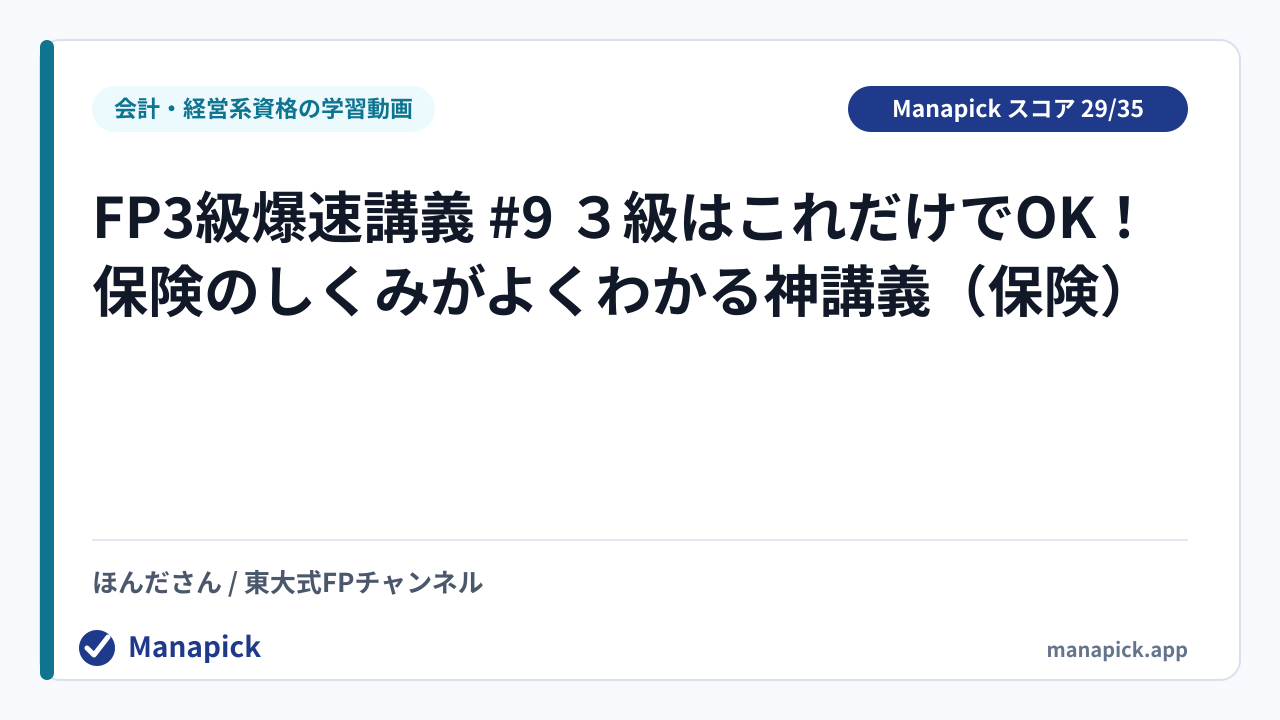 会計・経営系資格の学習動画
Manapick スコア 29/35
FP3級爆速講義 #9 ３級はこれだけでOK！
保険のしくみがよくわかる神講義（保険）
ほんださん / 東大式FPチャンネル
Manapick
manapick.app